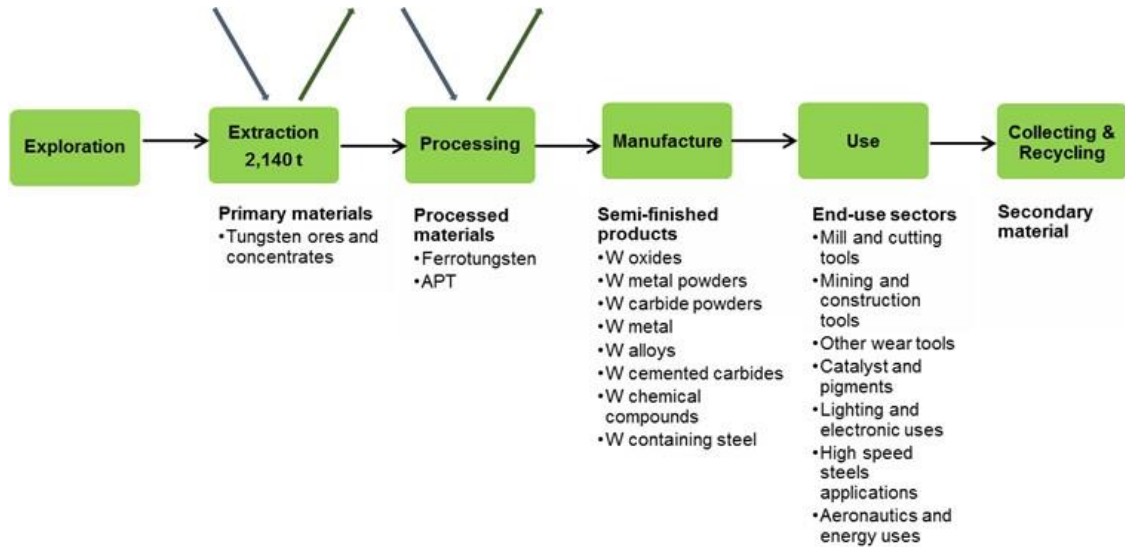 Exploration
Extraction
2,140 t
Processing
Manufacture
Use
Collecting &
Recycling
Primary materials
•Tungsten ores and
concentrates
Processed
materials
•Ferrotungsten
•APT
Semi-finished
products
•W oxides
•W metal powders
•W carbide powders
•W metal
•W alloys
•W cemented carbides
•W chemical
compounds
•W containing steel
End-use sectors
•Mill and cutting
tools
•Mining and
construction
tools
•Other wear tools
•Catalyst and
pigments
•Lighting and
electronic uses
•High speed
steels
applications
•Aeronautics and
energy uses
Secondary
material